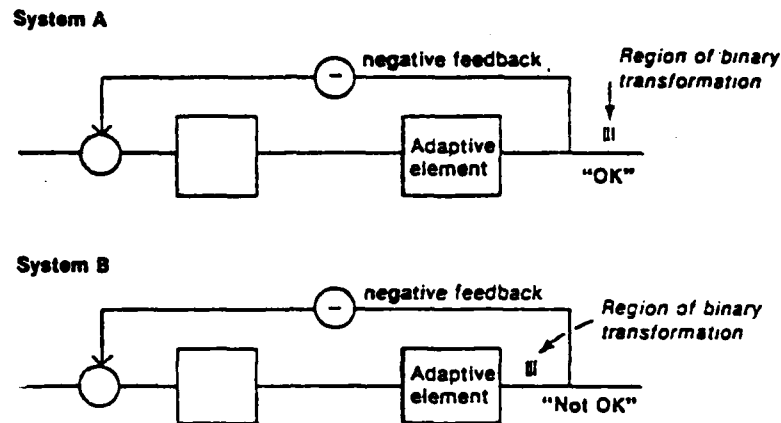 System A
negative feedback
Region of binary
transformation
Adaptive
element
"OK"
System B
negative feedback
Region of binary
transformation
Adaptive
element
"Not OK"